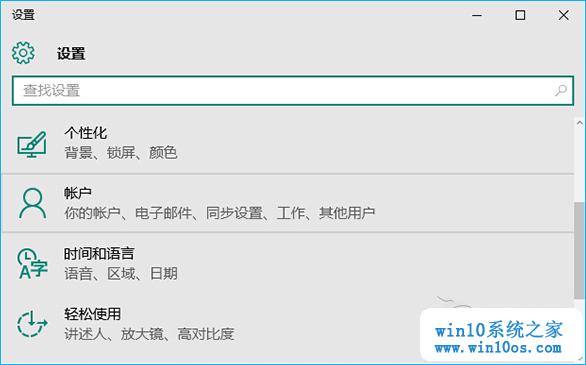 设置
设置
查找设置
个性化
背景、锁屏、颜色
帐户
你的帐户、电子邮件、同步设置、工作、其他用户
时间和语言
语音、区域、日期
轻松使用
讲述人、放大镜、高对比度
win10系统之家
www.win10os.com